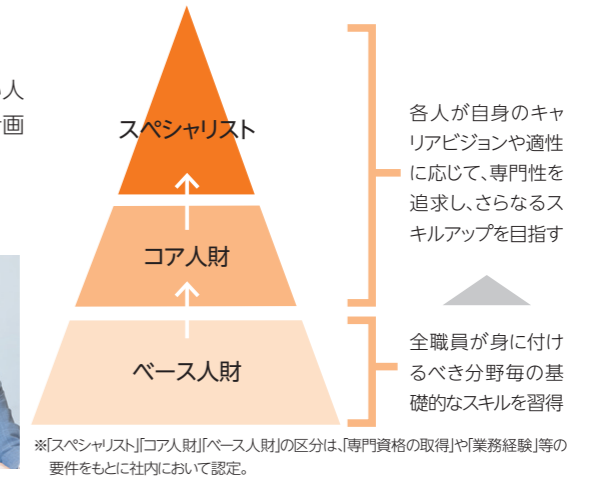 人
画
スペシャリスト
コア人財
ベース人財
各人が自身のキャ
リアビジョンや適性
に応じて、専門性を
追求し、さらなるス
キルアップを目指す
全職員が身に付け
るべき分野毎の基
礎的なスキルを習得
※「スペシャリスト」「コア人財」「ベース人財」の区分は、「専門資格の取得」や「業務経験」等の
要件をもとに社内において認定。